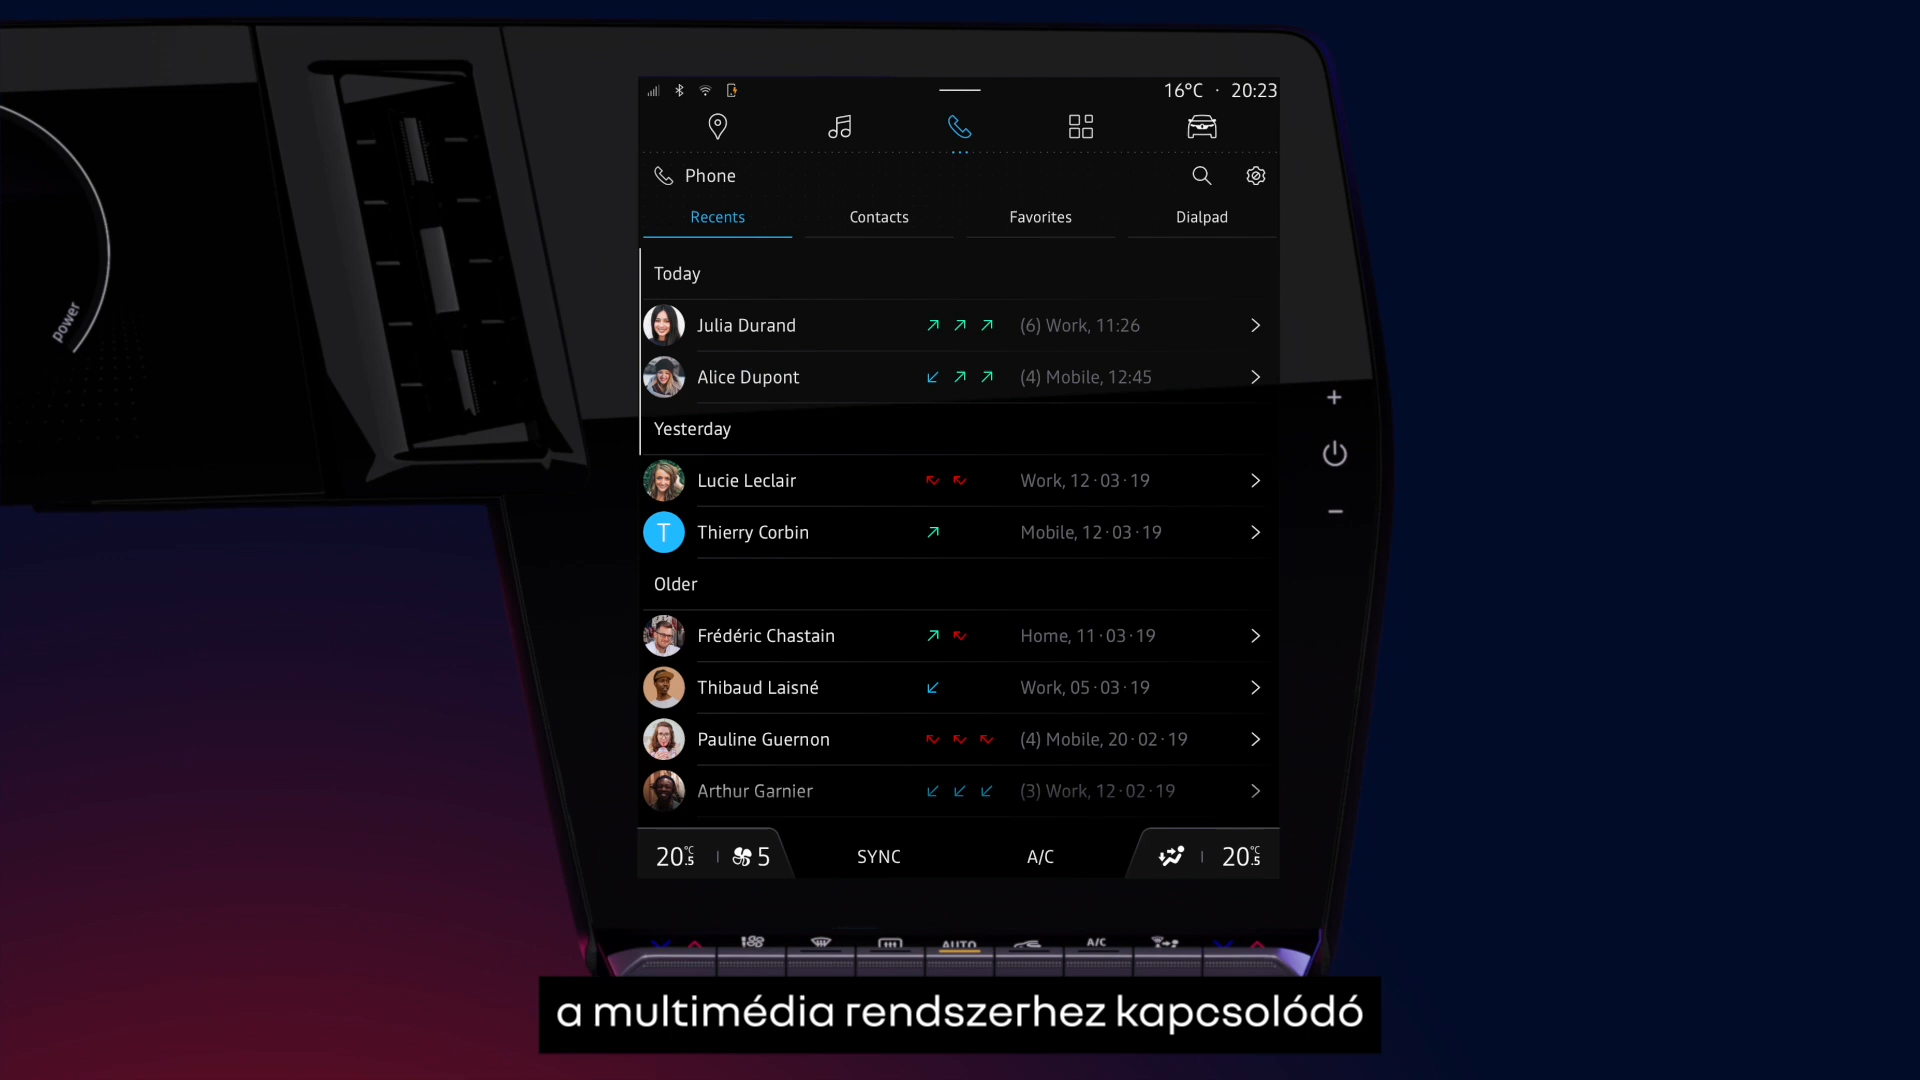 16°C · 20:23
Phone
Recents Contacts Favorites Dialpad
Today
Julia Durand (6) Work, 11:26
Alice Dupont (4) Mobile, 12:45
Yesterday
Lucie Leclair Work, 12·03·19
T Thierry Corbin Mobile, 12·03·19
Older
Frédéric Chastain Home, 11·03·19
Thibaud Laisné Work, 05·03·19
Pauline Guernon (4) Mobile, 20·02·19
Arthur Garnier (3) Work, 12·02·19
20°C.5 5 SYNC A/C 20°C.5
power
AUTO A/C
a multimédia rendszerhez kapcsolódó